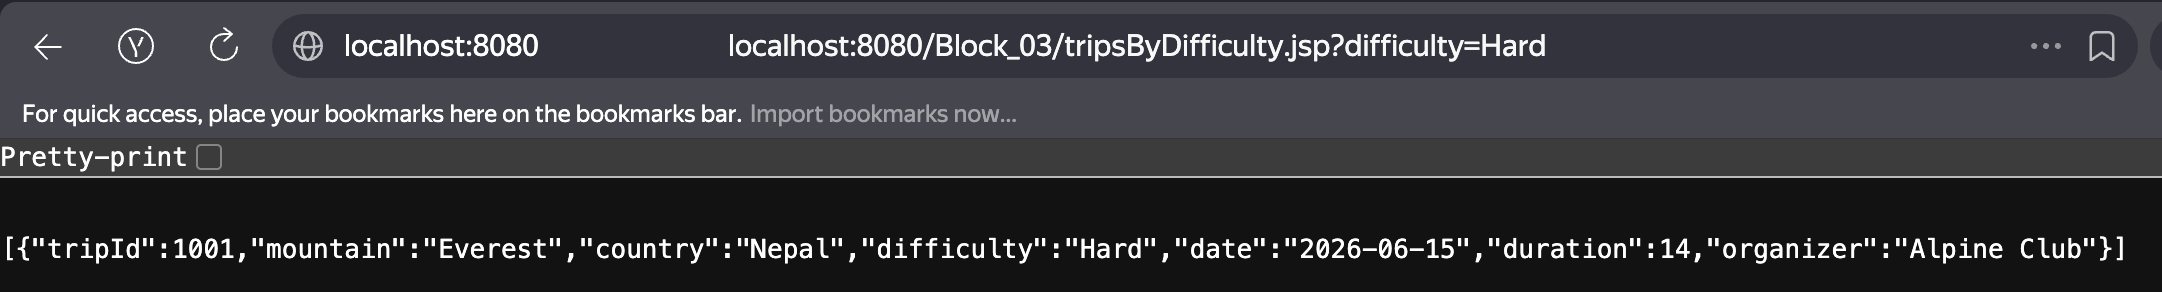 localhost:8080 localhost:8080/Block_03/tripsByDifficulty.jsp?difficulty=Hard
For quick access, place your bookmarks here on the bookmarks bar. Import bookmarks now...
Pretty-print
[{"tripId":1001,"mountain":"Everest","country":"Nepal","difficulty":"Hard","date":"2026-06-15","duration":14,"organizer":"Alpine Club"}]